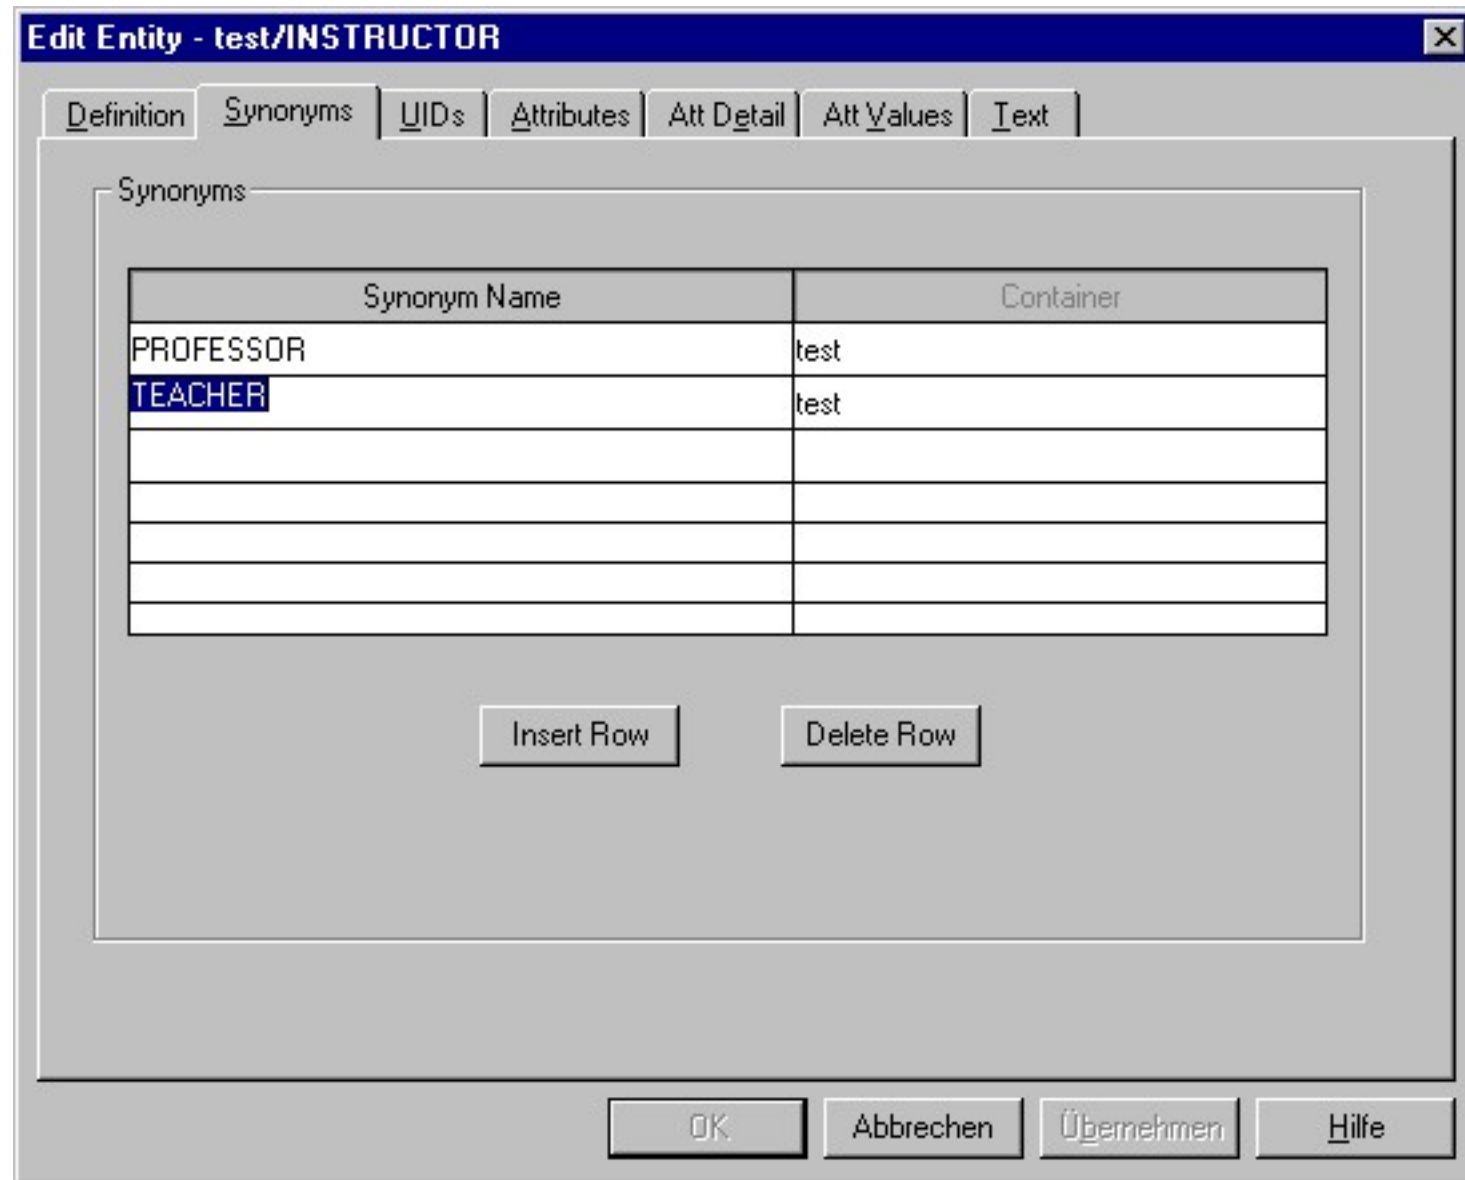 Edit Entity - test/INSTRUCTOR
Definition Synonyms UIDs Attributes Att Detail Att Values Text
Synonyms
Synonym Name Container
PROFESSOR test
TEACHER test
Insert Row Delete Row
OK Abbrechen Übernehmen Hilfe